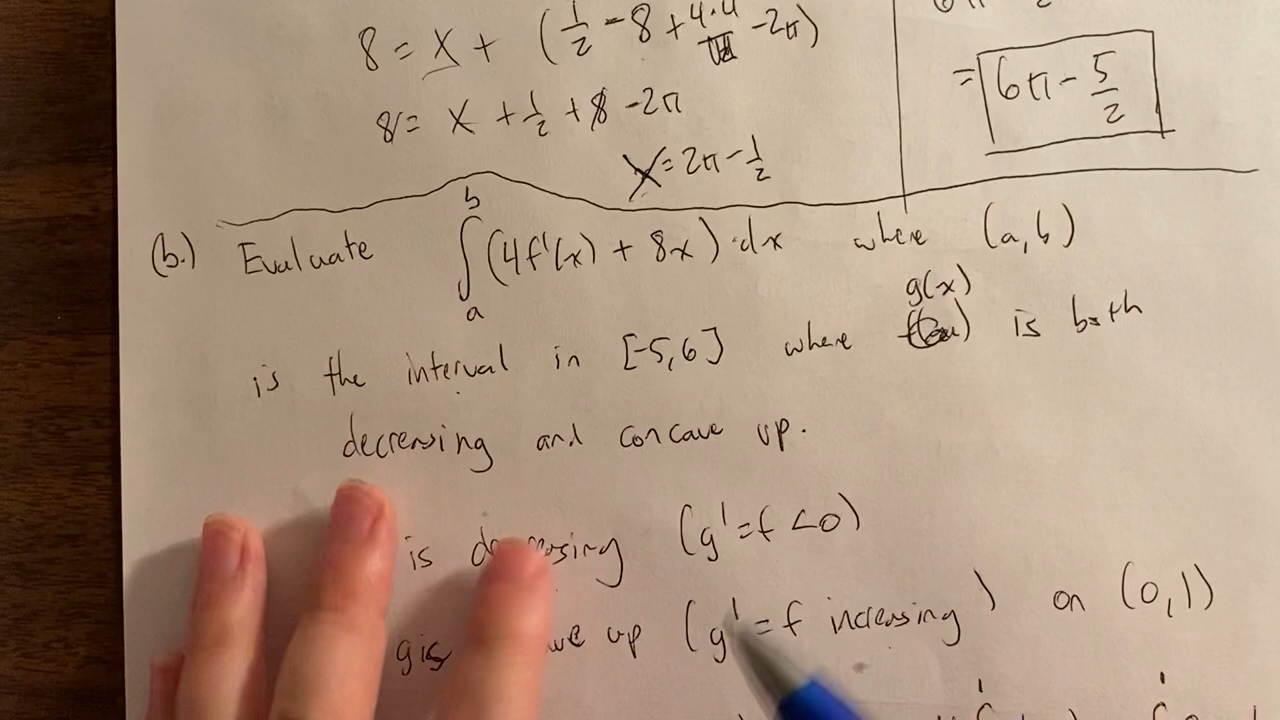 8 = x + (1/2 - 8 + 4·4 - 2π)
8 = x + 1/2 + 8 - 2π
x = 2π - 1/2
= 6π - 5/2
(b.) Evaluate ∫_a^b (4f'(x) + 8x)·dx where (a,b)
g(x)
is the interval in [-5,6] where is both
decreasing and concave up.
is decreasing (g' = f < 0)
g is up (g' = f increasing) on (0,1)